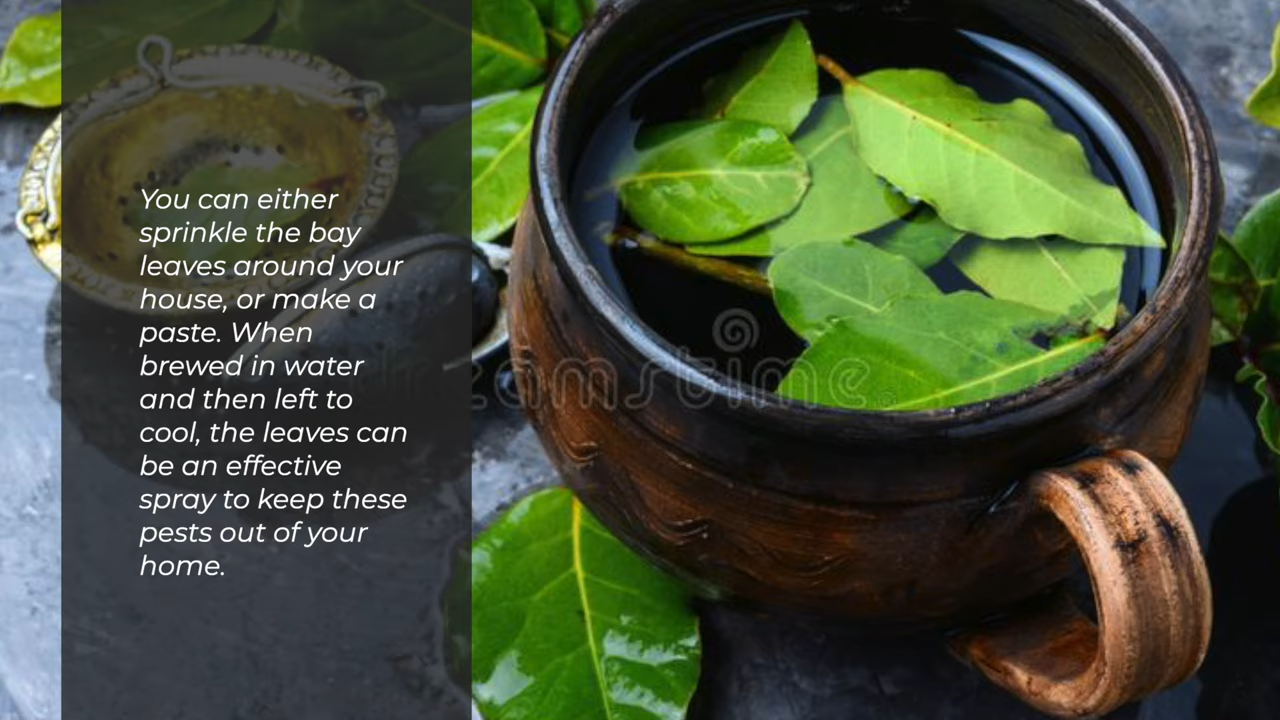 You can either
sprinkle the bay
leaves around your
house, or make a
paste. When
brewed in water
and then left to
cool, the leaves can
be an effective
spray to keep these
pests out of your
home.
dreamstime